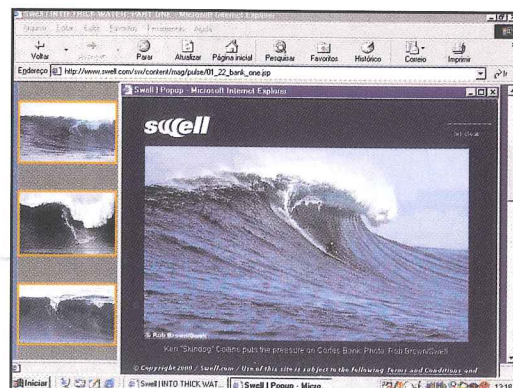 SWELL INTO THICK WATER, PART ONE - Microsoft Internet Explorer
Arquivo Editar Exibir Favoritos Ferramentas Ajuda
Voltar Parar Atualizar Página inicial Pesquisar Favoritos Histórico Correio Imprimir
Endereço http://www.swell.com/sw/content/mag/pulse/01_22_bank_one.jsp
Swell | Popup - Microsoft Internet Explorer
swell
© Rob Brown/Swell
Ken "Skindog" Collins puts the pressure on Cortes Bank. Photo: Rob Brown/Swell
© Copyright 2000 / Swell.com / Use of this site is subject to the following Terms and Conditions and
Iniciar Swell | INTO THICK WAT... Swell | Popup - Micro... 12:18